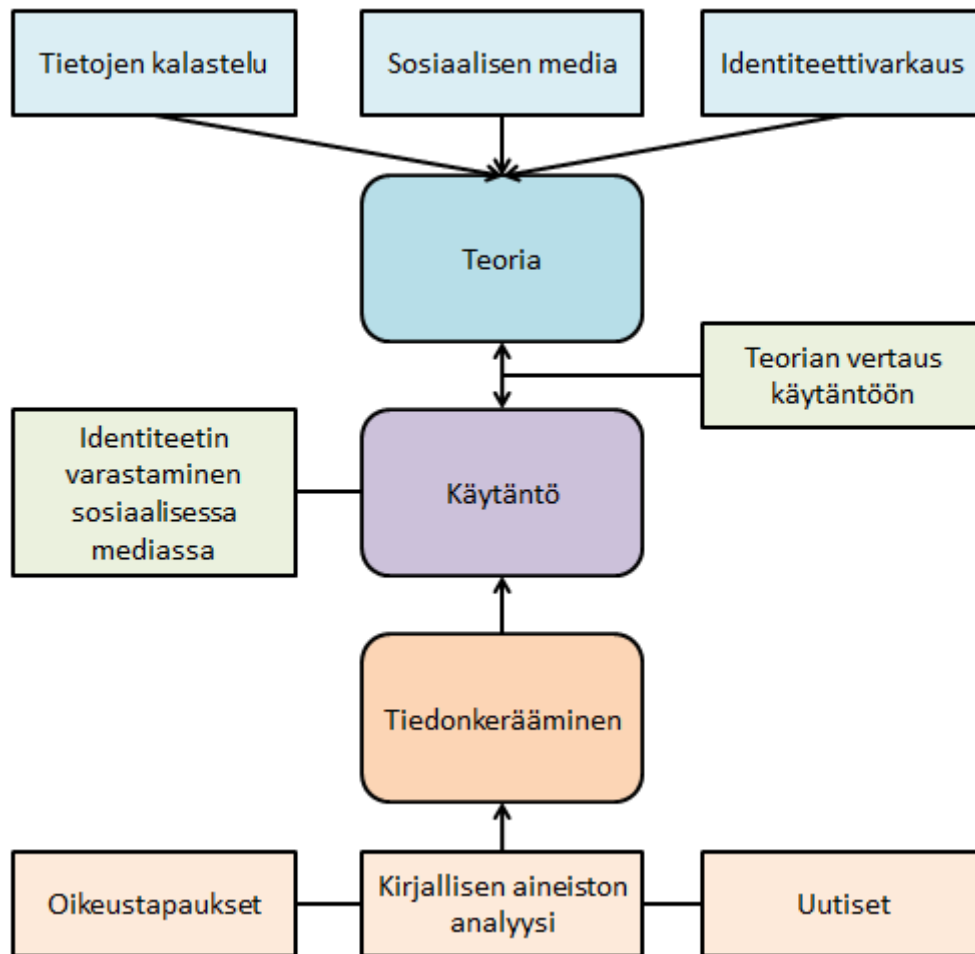 Tietojen kalastelu
Sosiaalisen media
Identiteettivarkaus
Teoria
Teorian vertaus
käytäntöön
Identiteetin
varastaminen
sosiaalisessa
mediassa
Käytäntö
Tiedonkerääminen
Oikeustapaukset
Kirjallisen aineiston
analyysi
Uutiset